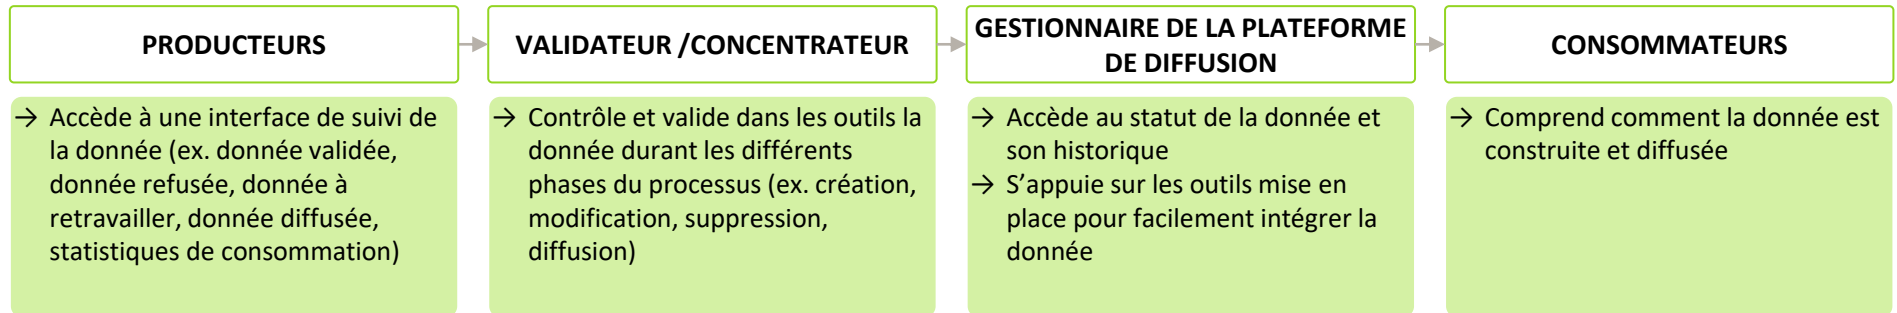 PRODUCTEURS
→ Accède à une interface de suivi de
la donnée (ex. donnée validée,
donnée refusée, donnée à
retravailler, donnée diffusée,
statistiques de consommation)
VALIDATEUR /CONCENTRATEUR
→ Contrôle et valide dans les outils la
donnée durant les différents
phases du processus (ex. création,
modification, suppression,
diffusion)
GESTIONNAIRE DE LA PLATEFORME
DE DIFFUSION
→ Accède au statut de la donnée et
son historique
→ S’appuie sur les outils mise en
place pour facilement intégrer la
donnée
CONSOMMATEURS
→ Comprend comment la donnée est
construite et diffusée